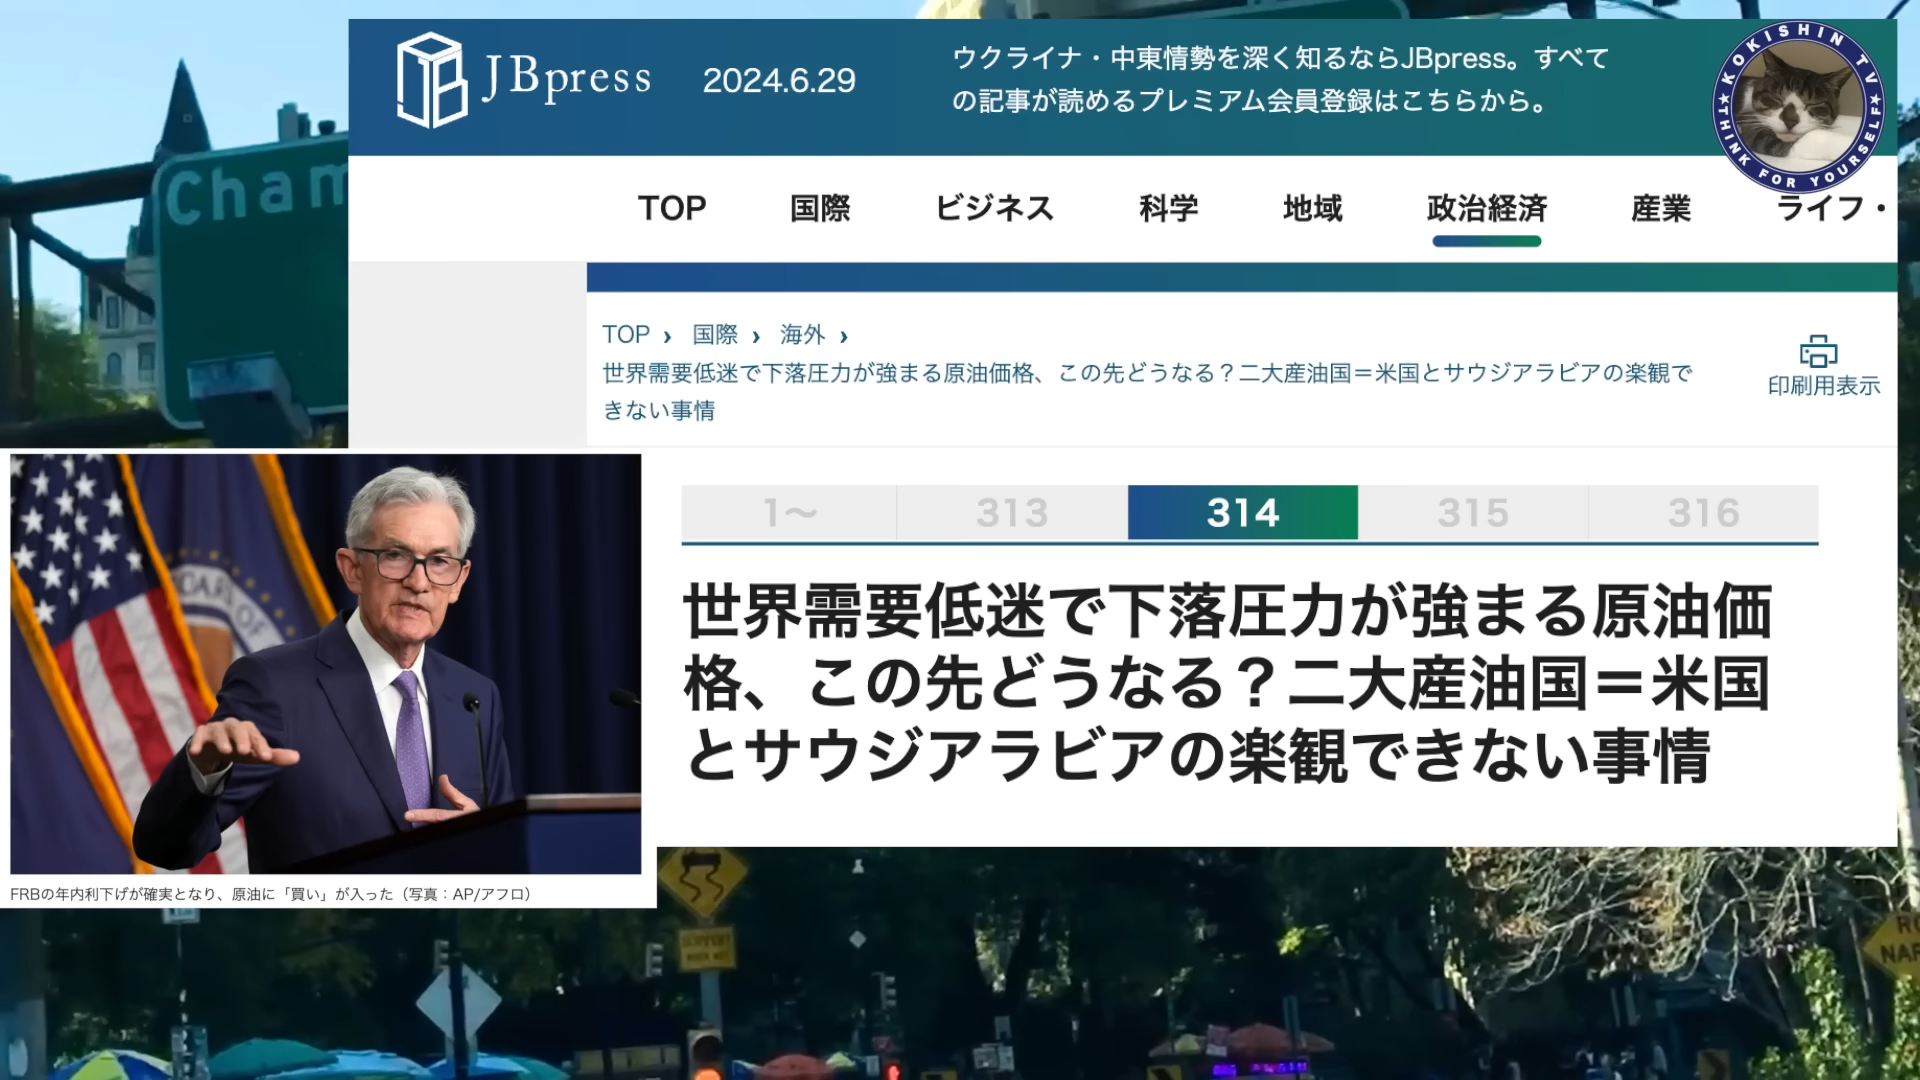 JBpress
2024.6.29
ウクライナ・中東情勢を深く知るならJBpress。すべて
の記事が読めるプレミアム会員登録はこちらから。
KOKISHIN TV
THINK FOR YOURSELF
Cham
TOP 国際 ビジネス 科学 地域 政治経済 産業 ライフ・
TOP › 国際 › 海外 ›
世界需要低迷で下落圧力が強まる原油価格、この先どうなる？二大産油国＝米国とサウジアラビアの楽観で
きない事情
印刷用表示
1〜 313 314 315 316
世界需要低迷で下落圧力が強まる原油価
格、この先どうなる？二大産油国＝米国
とサウジアラビアの楽観できない事情
BOARD OF
FRBの年内利下げが確実となり、原油に「買い」が入った（写真：AP/アフロ）